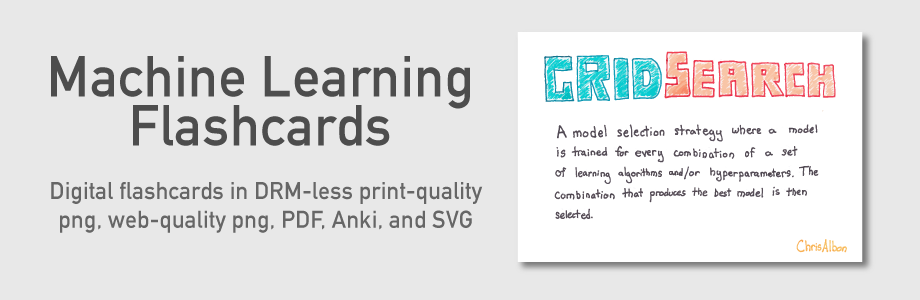 Machine Learning
Flashcards
Digital flashcards in DRM-less print-quality
png, web-quality png, PDF, Anki, and SVG
GRIDSEARCH
A model selection strategy where a model
is trained for every combination of a set
of learning algorithms and/or hyperparameters. The
combination that produces the best model is then
selected.
ChrisAlbon